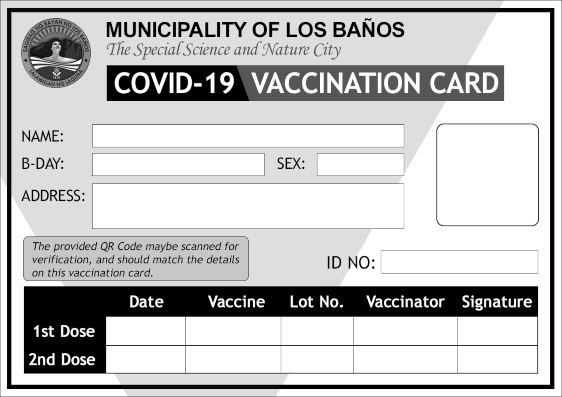 MUNICIPALITY OF LOS BAÑOS
The Special Science and Nature City
COVID-19 VACCINATION CARD
NAME:
B-DAY: SEX:
ADDRESS:
The provided QR Code maybe scanned for
verification, and should match the details
on this vaccination card.
ID NO:
Date Vaccine Lot No. Vaccinator Signature
1st Dose
2nd Dose